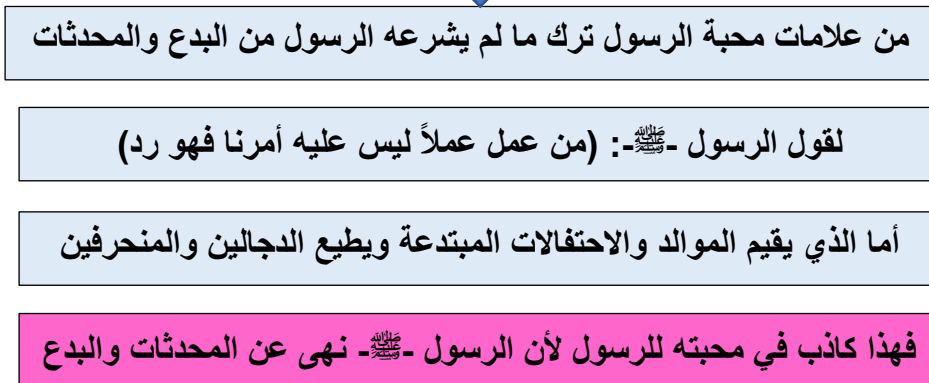 من علامات محبة الرسول ترك ما لم يشرعه الرسول من البدع والمحدثات
لقول الرسول -ﷺ-: (من عمل عملاً ليس عليه أمرنا فهو رد)
أما الذي يقيم الموالد والاحتفالات المبتدعة ويطيع الدجالين والمنحرفين
فهذا كاذب في محبته للرسول لأن الرسول -ﷺ- نهى عن المحدثات والبدع